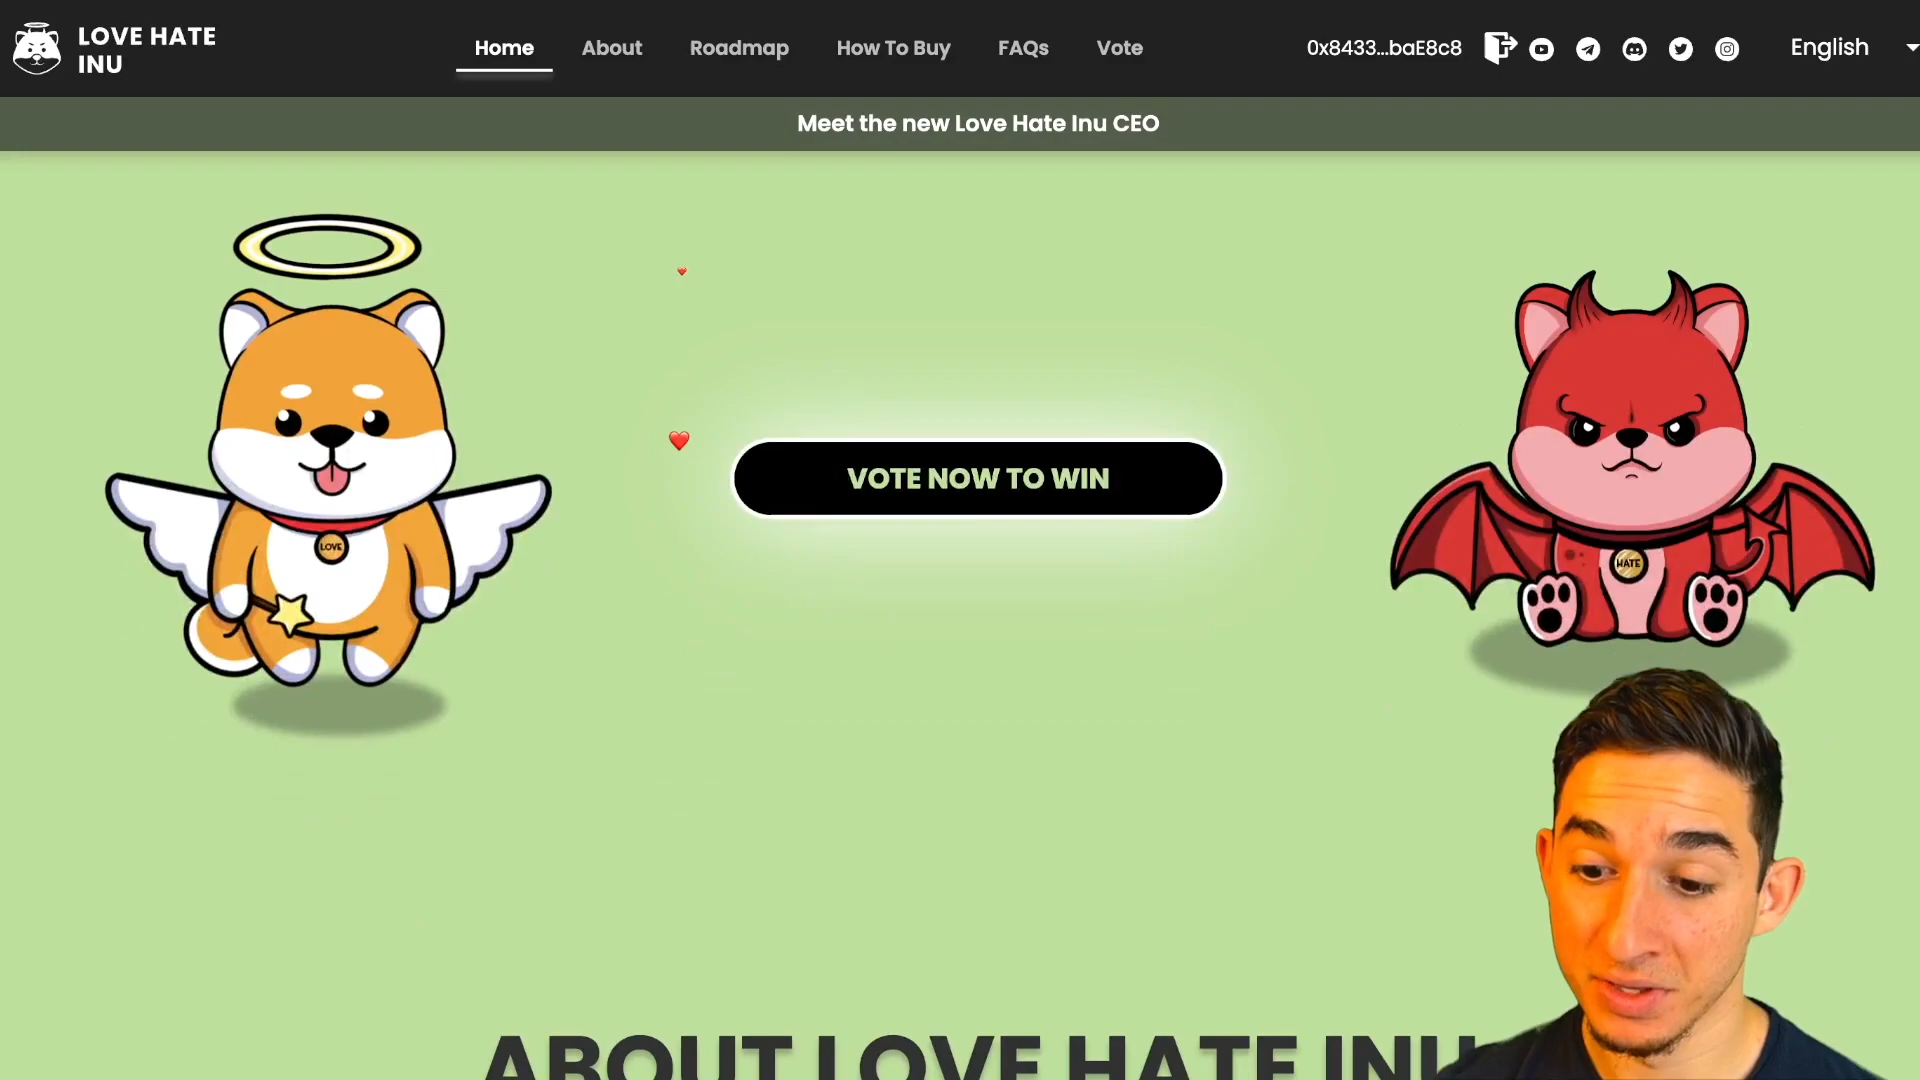 LOVE HATE
INU
Home
About
Roadmap
How To Buy
FAQs
Vote
0x8433...baE8c8
English
Meet the new Love Hate Inu CEO
LOVE
HATE
VOTE NOW TO WIN
ABOUT LOVE HATE INU